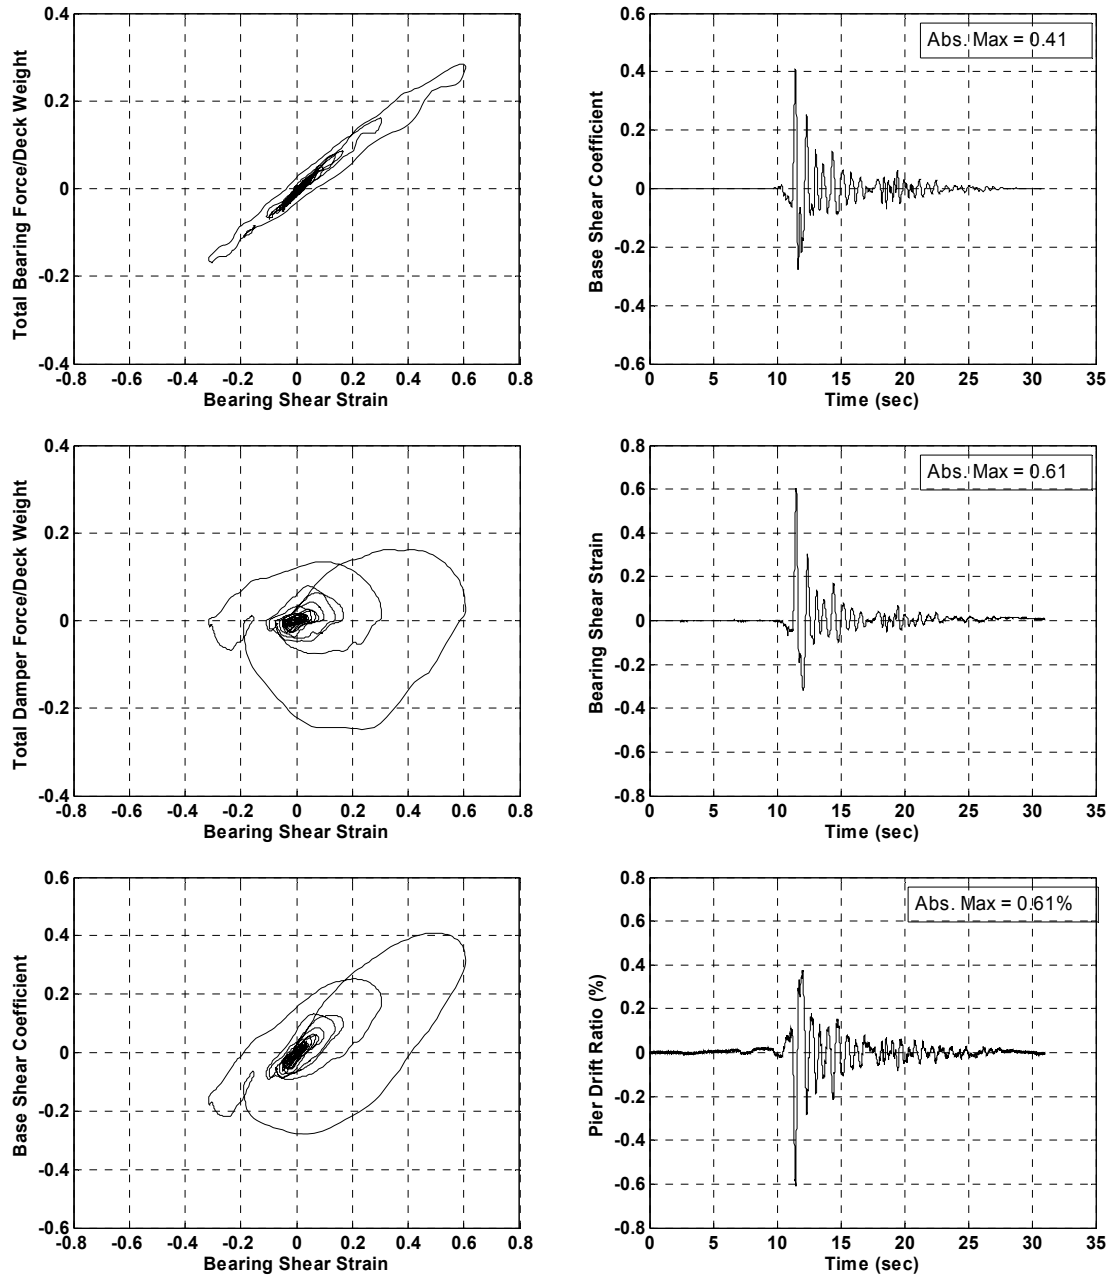 0.4
0.2
0
-0.2
-0.4
Total Bearing Force/Deck Weight
-0.8 -0.6 -0.4 -0.2 0 0.2 0.4 0.6 0.8
Bearing Shear Strain
0.6
0.4
0.2
0
-0.2
-0.4
-0.6
Base Shear Coefficient
Abs. Max = 0.41
0 5 10 15 20 25 30 35
Time (sec)
0.4
0.2
0
-0.2
-0.4
Total Damper Force/Deck Weight
-0.8 -0.6 -0.4 -0.2 0 0.2 0.4 0.6 0.8
Bearing Shear Strain
0.8
0.6
0.4
0.2
0
-0.2
-0.4
-0.6
-0.8
Bearing Shear Strain
Abs. Max = 0.61
0 5 10 15 20 25 30 35
Time (sec)
0.6
0.4
0.2
0
-0.2
-0.4
-0.6
Base Shear Coefficient
-0.8 -0.6 -0.4 -0.2 0 0.2 0.4 0.6 0.8
Bearing Shear Strain
0.8
0.6
0.4
0.2
0
-0.2
-0.4
-0.6
-0.8
Pier Drift Ratio (%)
Abs. Max = 0.61%
0 5 10 15 20 25 30 35
Time (sec)